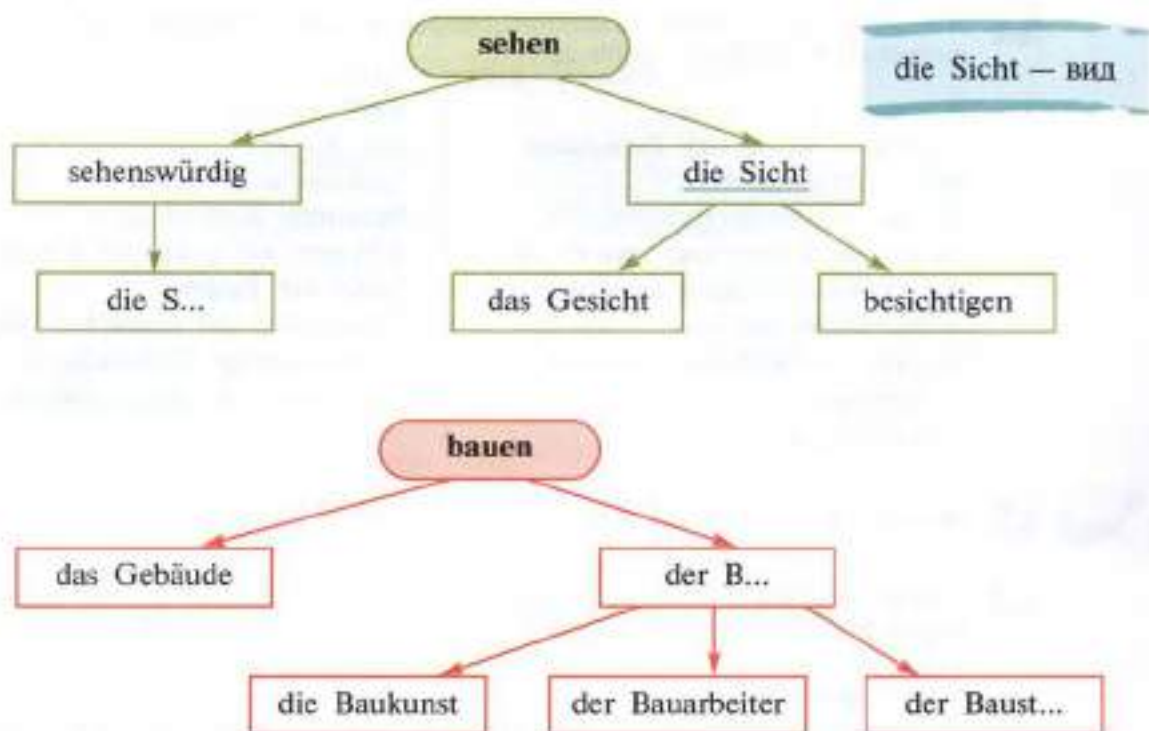 sehen
die Sicht — вид
sehenswürdig
die Sicht
die S...
das Gesicht
besichtigen
bauen
das Gebäude
der B...
die Baukunst
der Bauarbeiter
der Baust...